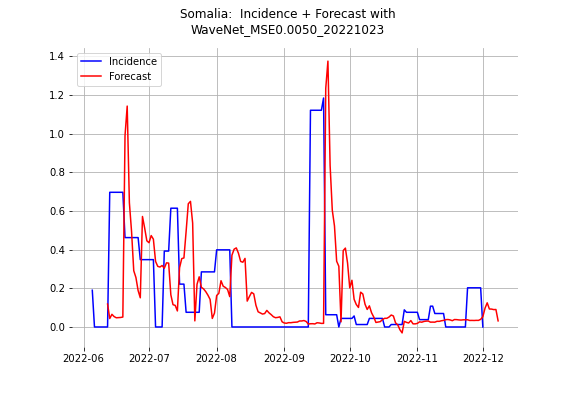 Somalia:  Incidence + Forecast with
WaveNet_MSE0.0050_20221023
Incidence
Forecast
1.4
1.2
1.0
0.8
0.6
0.4
0.2
0.0
2022-06 2022-07 2022-08 2022-09 2022-10 2022-11 2022-12